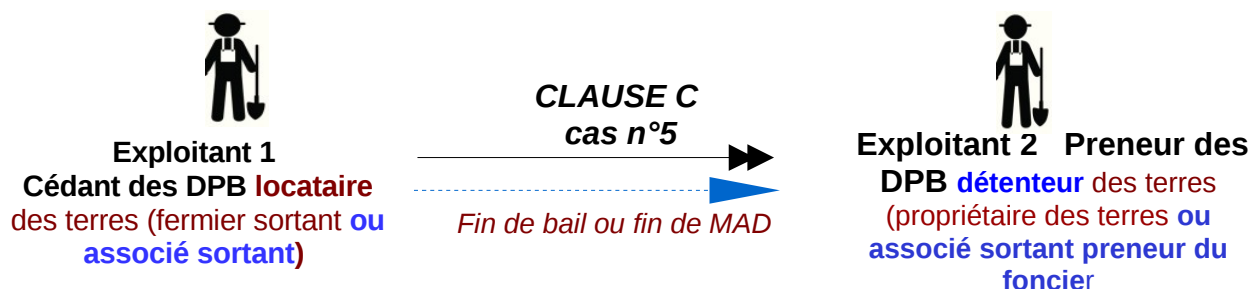 Exploitant 1
Cédant des DPB locataire
des terres (fermier sortant ou
associé sortant)
CLAUSE C
cas n°5
Fin de bail ou fin de MAD
Exploitant 2 Preneur des
DPB détenteur des terres
(propriétaire des terres ou
associé sortant preneur du
foncier